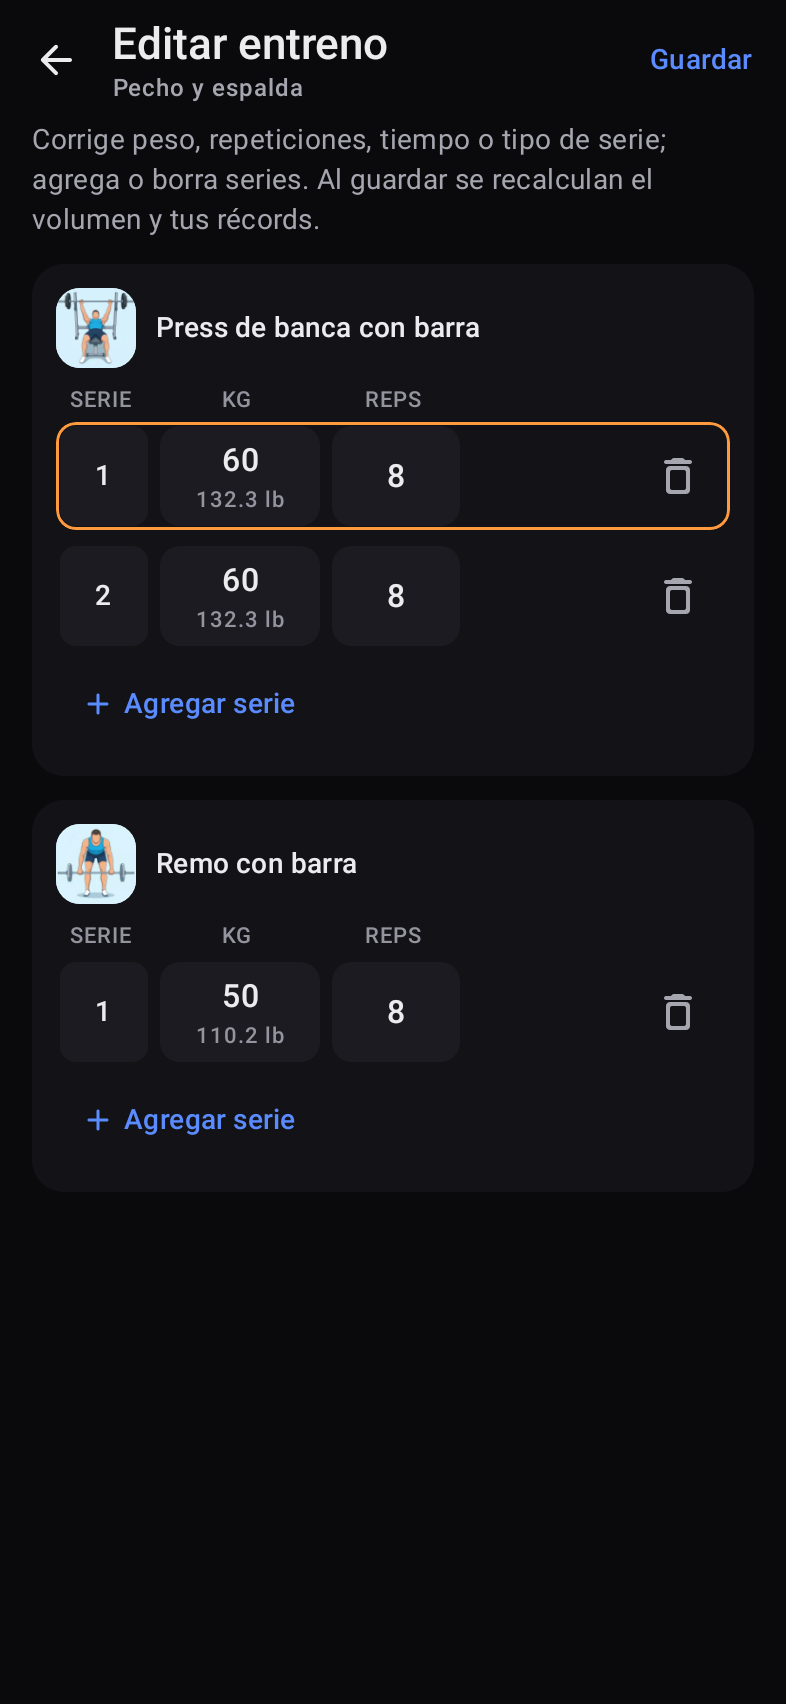 Editar entreno
Pecho y espalda
Guardar
Corrige peso, repeticiones, tiempo o tipo de serie;
agrega o borra series. Al guardar se recalculan el
volumen y tus récords.
Press de banca con barra
SERIE KG REPS
1 60 8
132.3 lb
2 60 8
132.3 lb
+ Agregar serie
Remo con barra
SERIE KG REPS
1 50 8
110.2 lb
+ Agregar serie